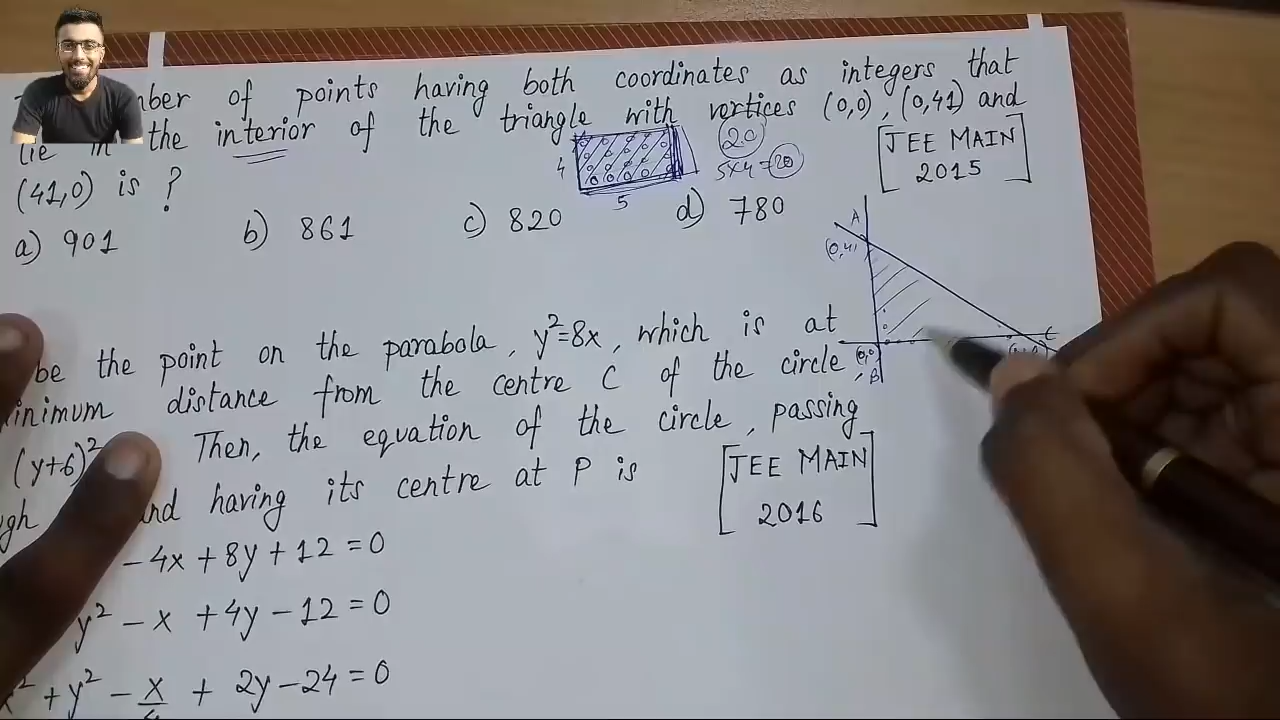 of points having both coordinates as integers that
lie in the interior of the triangle with vertices (0,0), (0,41) and
(41,0) is ?
[JEE MAIN
2015]
4
5
20
5x4=20
a) 901 b) 861 c) 820 d) 780
A
(0,41
C
(0,0)
B
be the point on the parabola, y²=8x, which is at
distance from the centre C of the circle,
(y+6)² Then, the equation of the circle, passing
having its centre at P is
[JEE MAIN
2016]
-4x+8y+12=0
y²-x+4y-12=0
+y²-x/4+2y-24=0